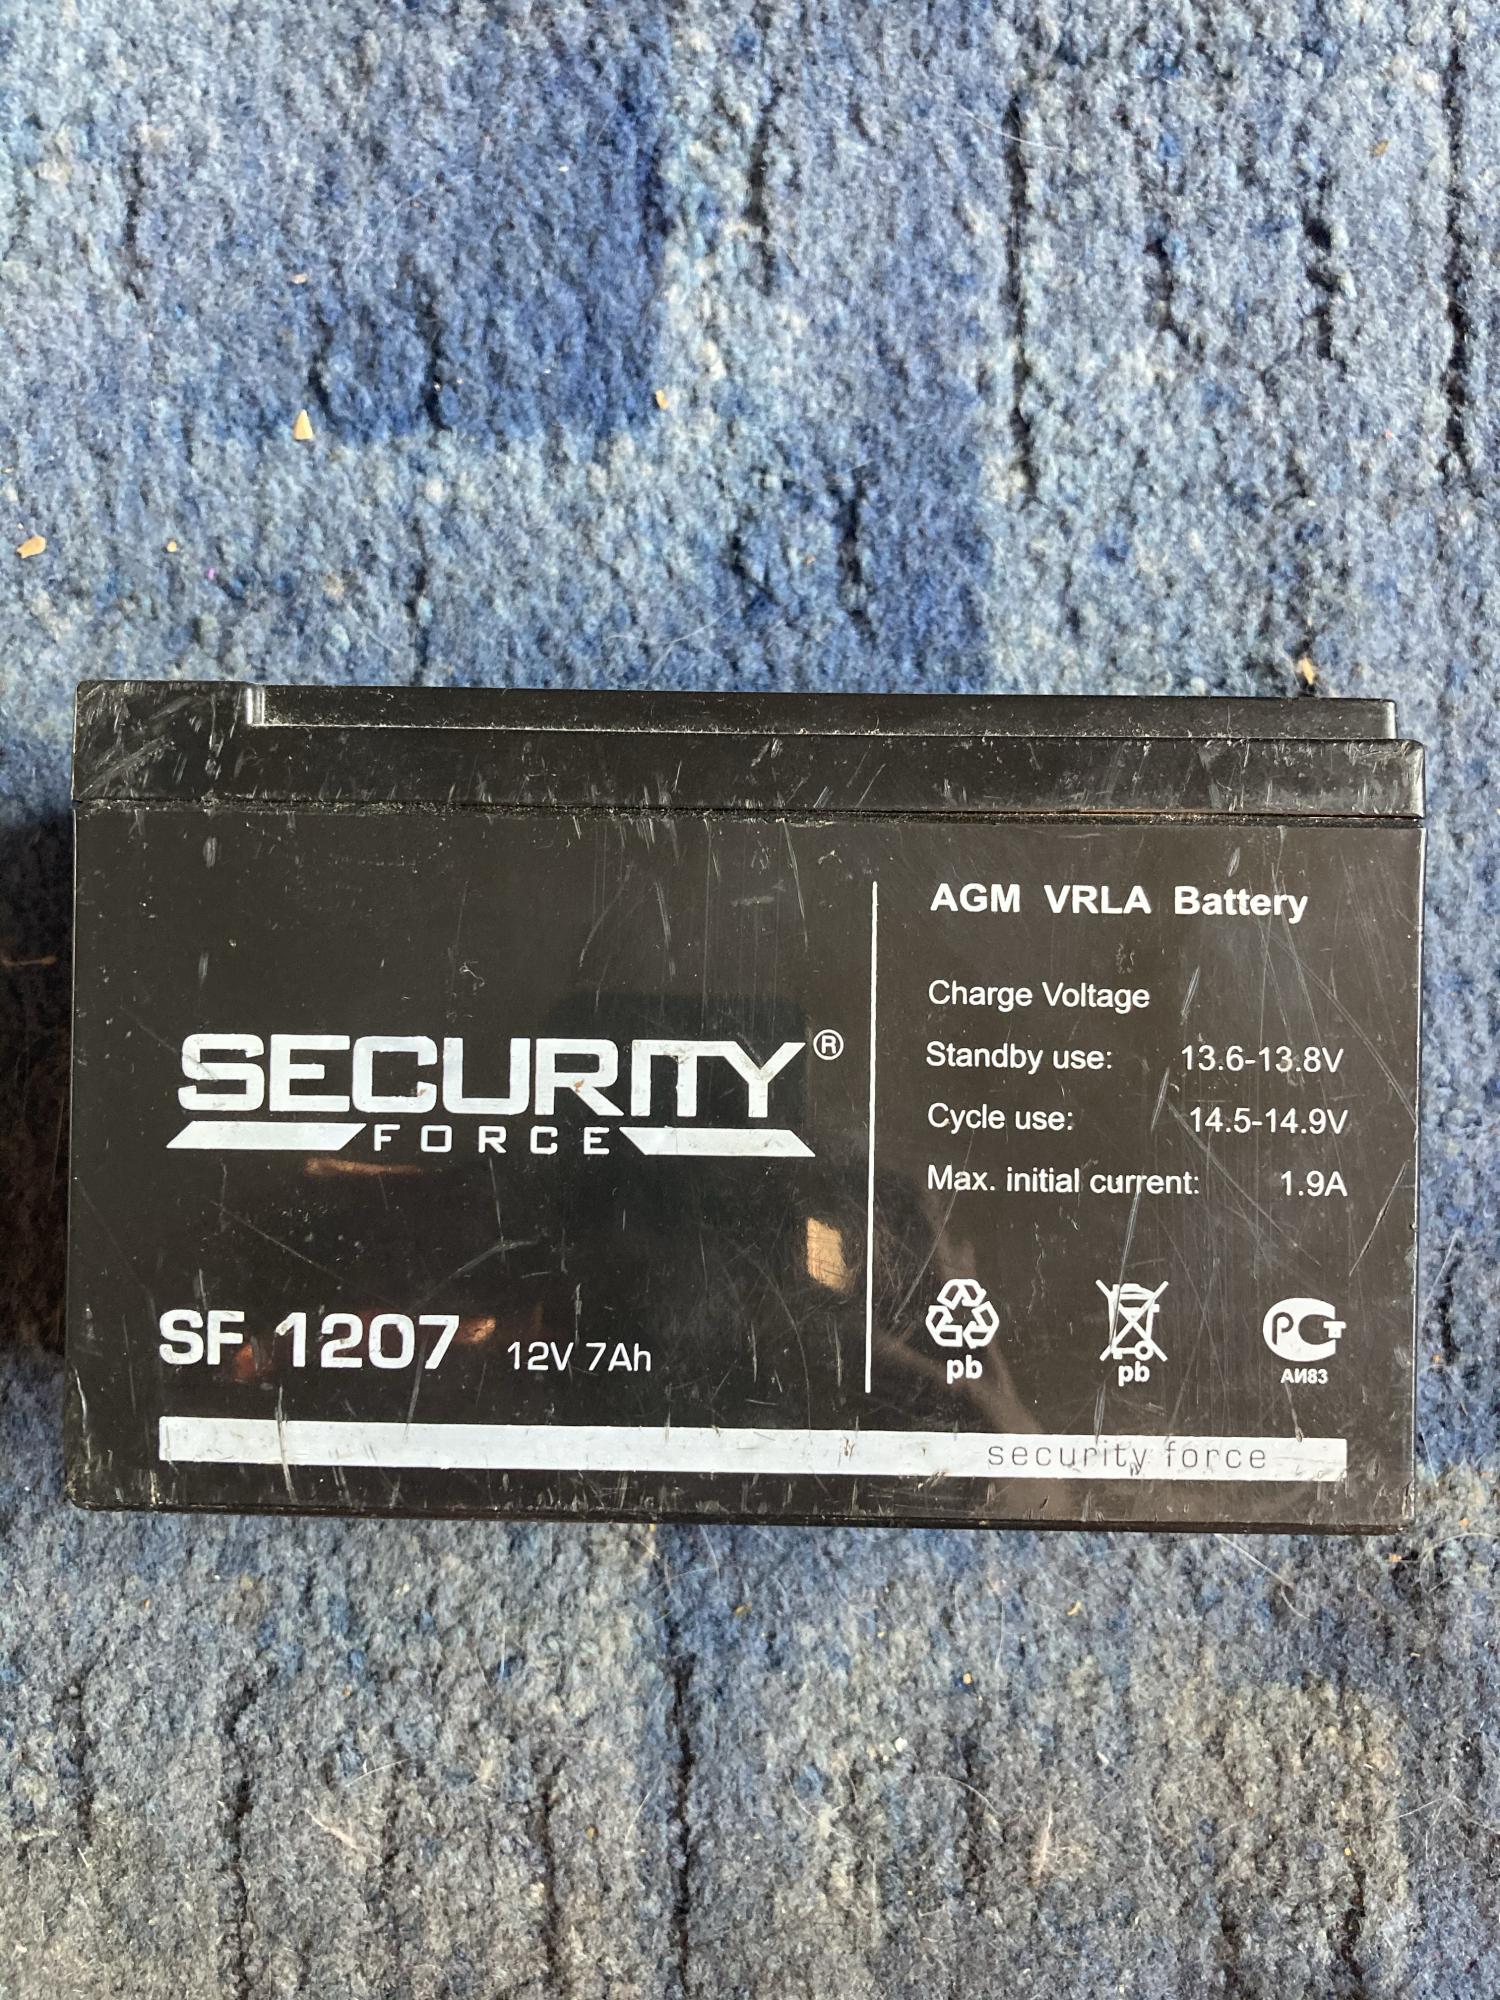 SECURITY®
FORCE
SF 1207 12V 7Ah
AGM VRLA Battery
Charge Voltage
Standby use: 13.6-13.8V
Cycle use: 14.5-14.9V
Max. initial current: 1.9A
pb
pb
РСТ
АИ83
security force